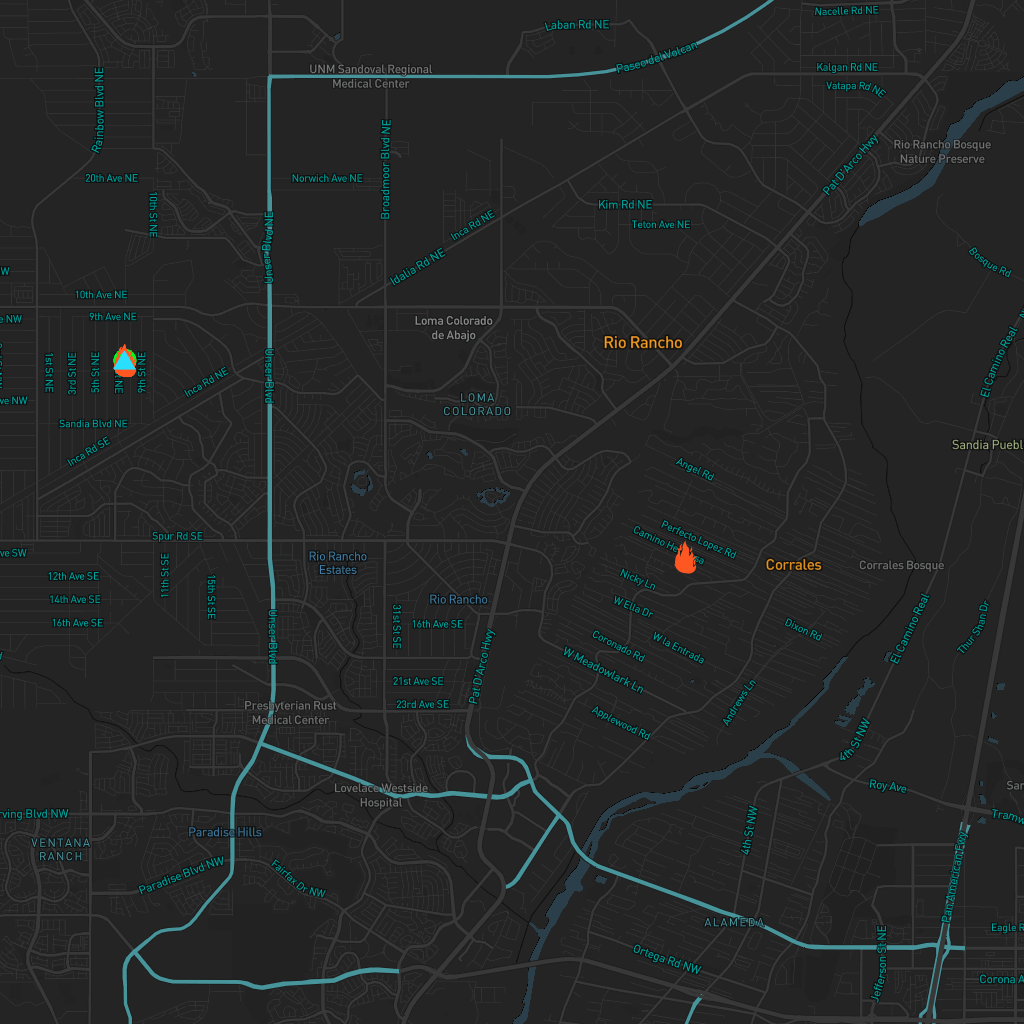 Nacelle Rd NE
Laban Rd NE
Paseo del Volcan
UNM Sandoval Regional
Medical Center
Kalgan Rd NE
Vatapa Rd NE
Rainbow Blvd NE
Broadmoor Blvd NE
Pat D'Arco Hwy
Rio Rancho Bosque
Nature Preserve
20th Ave NE
Norwich Ave NE
10th St NE
Kim Rd NE
Teton Ave NE
Inca Rd NE
Unser Blvd NE
Idalia Rd NE
Bosque Rd
10th Ave NE
9th Ave NE
Loma Colorado
de Abajo
Rio Rancho
El Camino Real
1st St NE
3rd St NE
5th St NE
NE
9th St NE
Inca Rd NE
Unser Blvd
LOMA
COLORADO
Sandia Blvd NE
Inca Rd SE
Sandia Puebl
Angel Rd
Spur Rd SE
Perfecto Lopez Rd
Rio Rancho
Estates
Corrales
Corrales Bosque
12th Ave SE
11th St SE
15th St SE
Nicky Ln
14th Ave SE
16th Ave SE
Rio Rancho
31st St SE
16th Ave SE
W Ella Dr
Coronado Rd
W la Entrada
Dixon Rd
El Camino Real
Thur Shan Dr
Unser Blvd
W Meadowlark Ln
Pat D'Arco Hwy
21st Ave SE
23rd Ave SE
Andrews Ln
Presbyterian Rust
Medical Center
Applewood Rd
4th St NW
Lovelace Westside
Hospital
Roy Ave
rving Blvd NW
Paradise Hills
4th St NW
Tramw
VENTANA
RANCH
Paradise Blvd NW
Fairfax Dr NW
Pan American Fwy
ALAMEDA
Eagle R
Jefferson St NE
Ortega Rd NW
Corona A